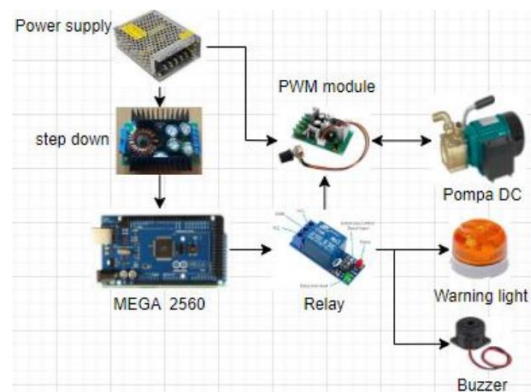 Power supply
PWM module
step down
Pompa DC
MEGA 2560
Relay
Warning light
Buzzer